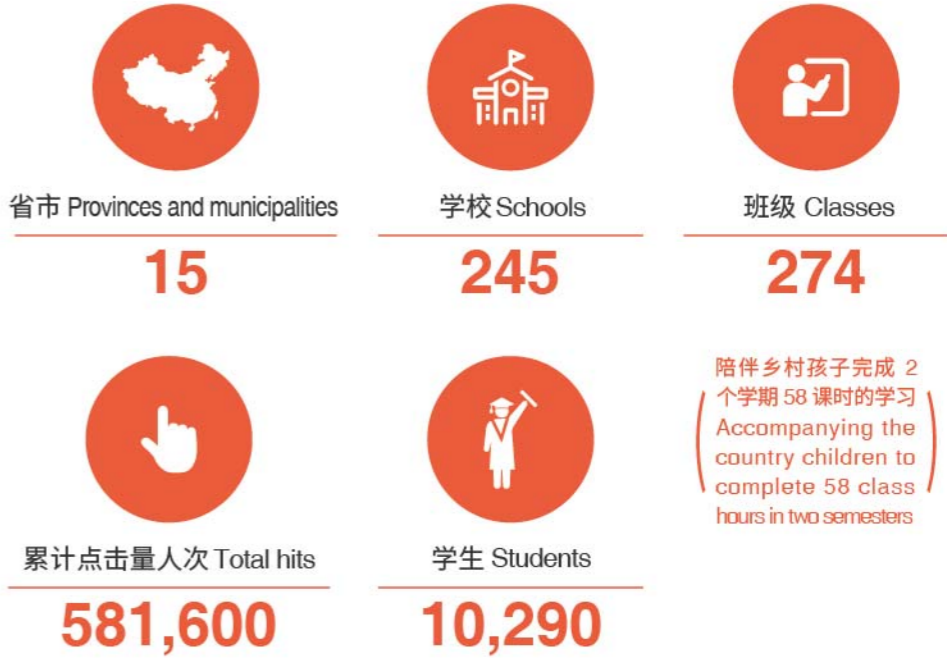 省市 Provinces and municipalities
15
学校 Schools
245
班级 Classes
274
累计点击量人次 Total hits
581,600
学生 Students
10,290
陪伴乡村孩子完成 2
个学期 58 课时的学习
Accompanying the
country children to
complete 58 class
hours in two semesters